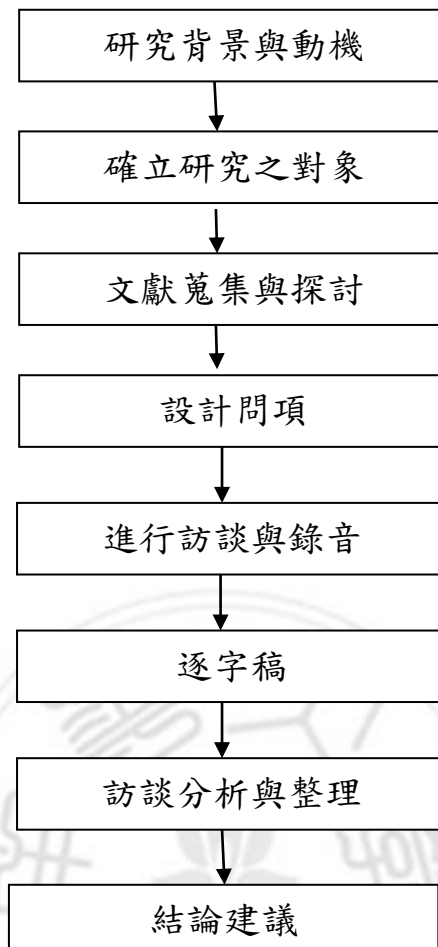 研究背景與動機
確立研究之對象
文獻蒐集與探討
設計問項
進行訪談與錄音
逐字稿
訪談分析與整理
結論建議